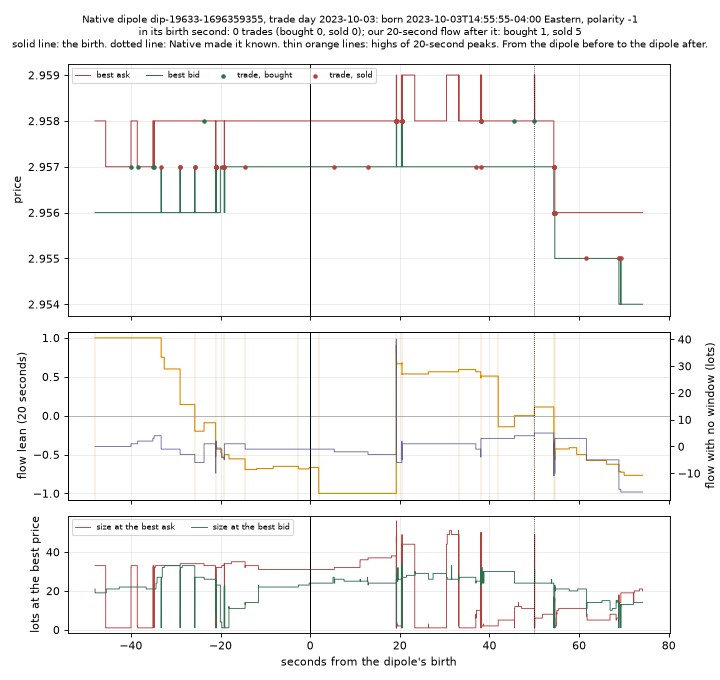 Native dipole dip-19633-1696359355, trade day 2023-10-03: born 2023-10-03T14:55:55-04:00 Eastern, polarity -1
in its birth second: 0 trades (bought 0, sold 0); our 20-second flow after it: bought 1, sold 5
solid line: the birth. dotted line: Native made it known. thin orange lines: highs of 20-second peaks. From the dipole before to the dipole after.
best ask
best bid
trade, bought
trade, sold
2.959
2.958
2.957
2.956
2.955
2.954
price
1.0
0.5
0.0
−0.5
−1.0
flow lean (20 seconds)
40
30
20
10
0
−10
flow with no window (lots)
size at the best ask
size at the best bid
40
20
0
lots at the best price
−40
−20
0
20
40
60
80
seconds from the dipole's birth